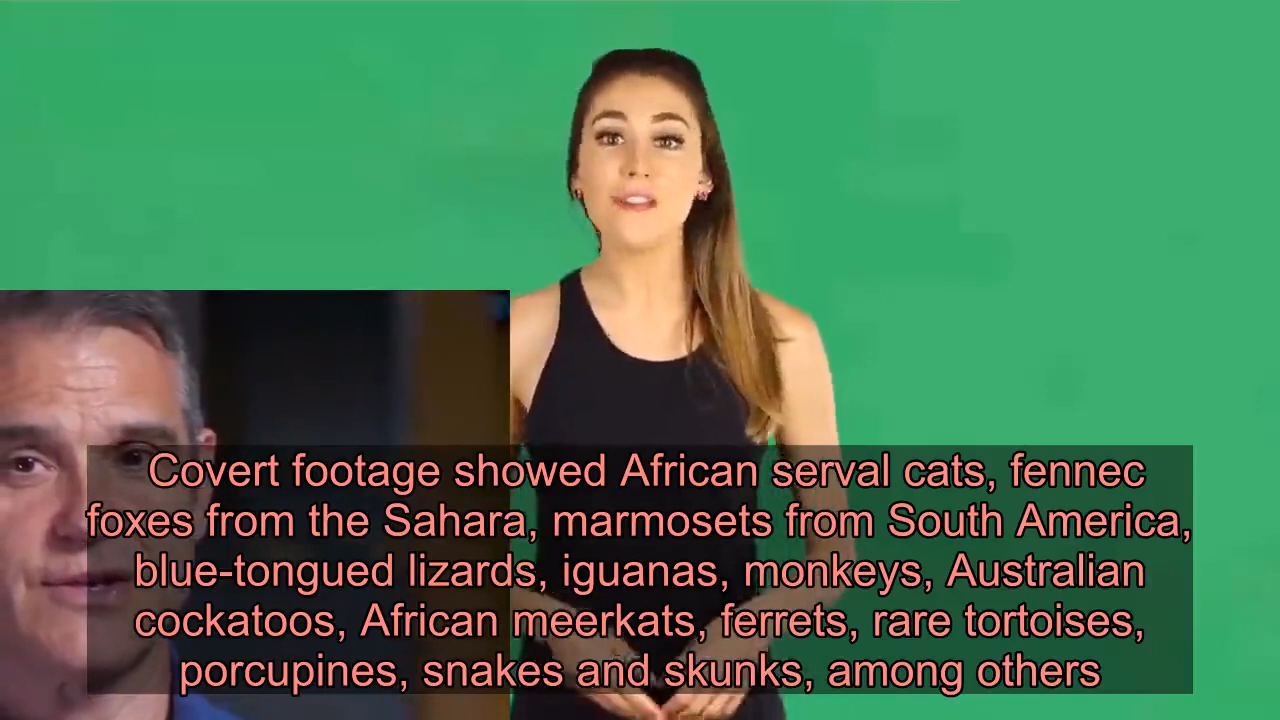 Covert footage showed African serval cats, fennec
foxes from the Sahara, marmosets from South America,
blue-tongued lizards, iguanas, monkeys, Australian
cockatoos, African meerkats, ferrets, rare tortoises,
porcupines, snakes and skunks, among others